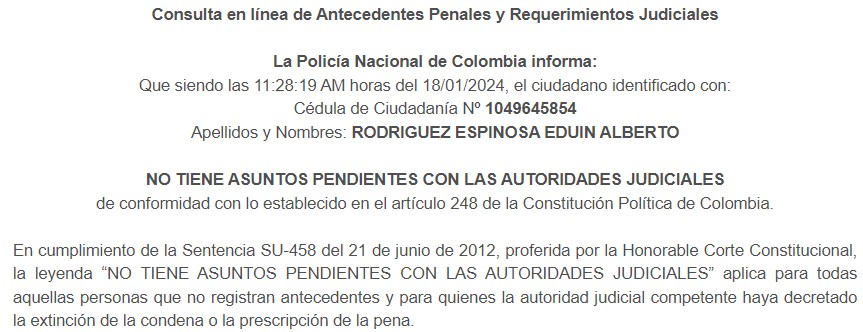 Consulta en línea de Antecedentes Penales y Requerimientos Judiciales
La Policía Nacional de Colombia informa:
Que siendo las 11:28:19 AM horas del 18/01/2024, el ciudadano identificado con:
Cédula de Ciudadanía Nº 1049645854
Apellidos y Nombres: RODRIGUEZ ESPINOSA EDUIN ALBERTO
NO TIENE ASUNTOS PENDIENTES CON LAS AUTORIDADES JUDICIALES
de conformidad con lo establecido en el artículo 248 de la Constitución Política de Colombia.
En cumplimiento de la Sentencia SU-458 del 21 de junio de 2012, proferida por la Honorable Corte Constitucional,
la leyenda “NO TIENE ASUNTOS PENDIENTES CON LAS AUTORIDADES JUDICIALES” aplica para todas
aquellas personas que no registran antecedentes y para quienes la autoridad judicial competente haya decretado
la extinción de la condena o la prescripción de la pena.